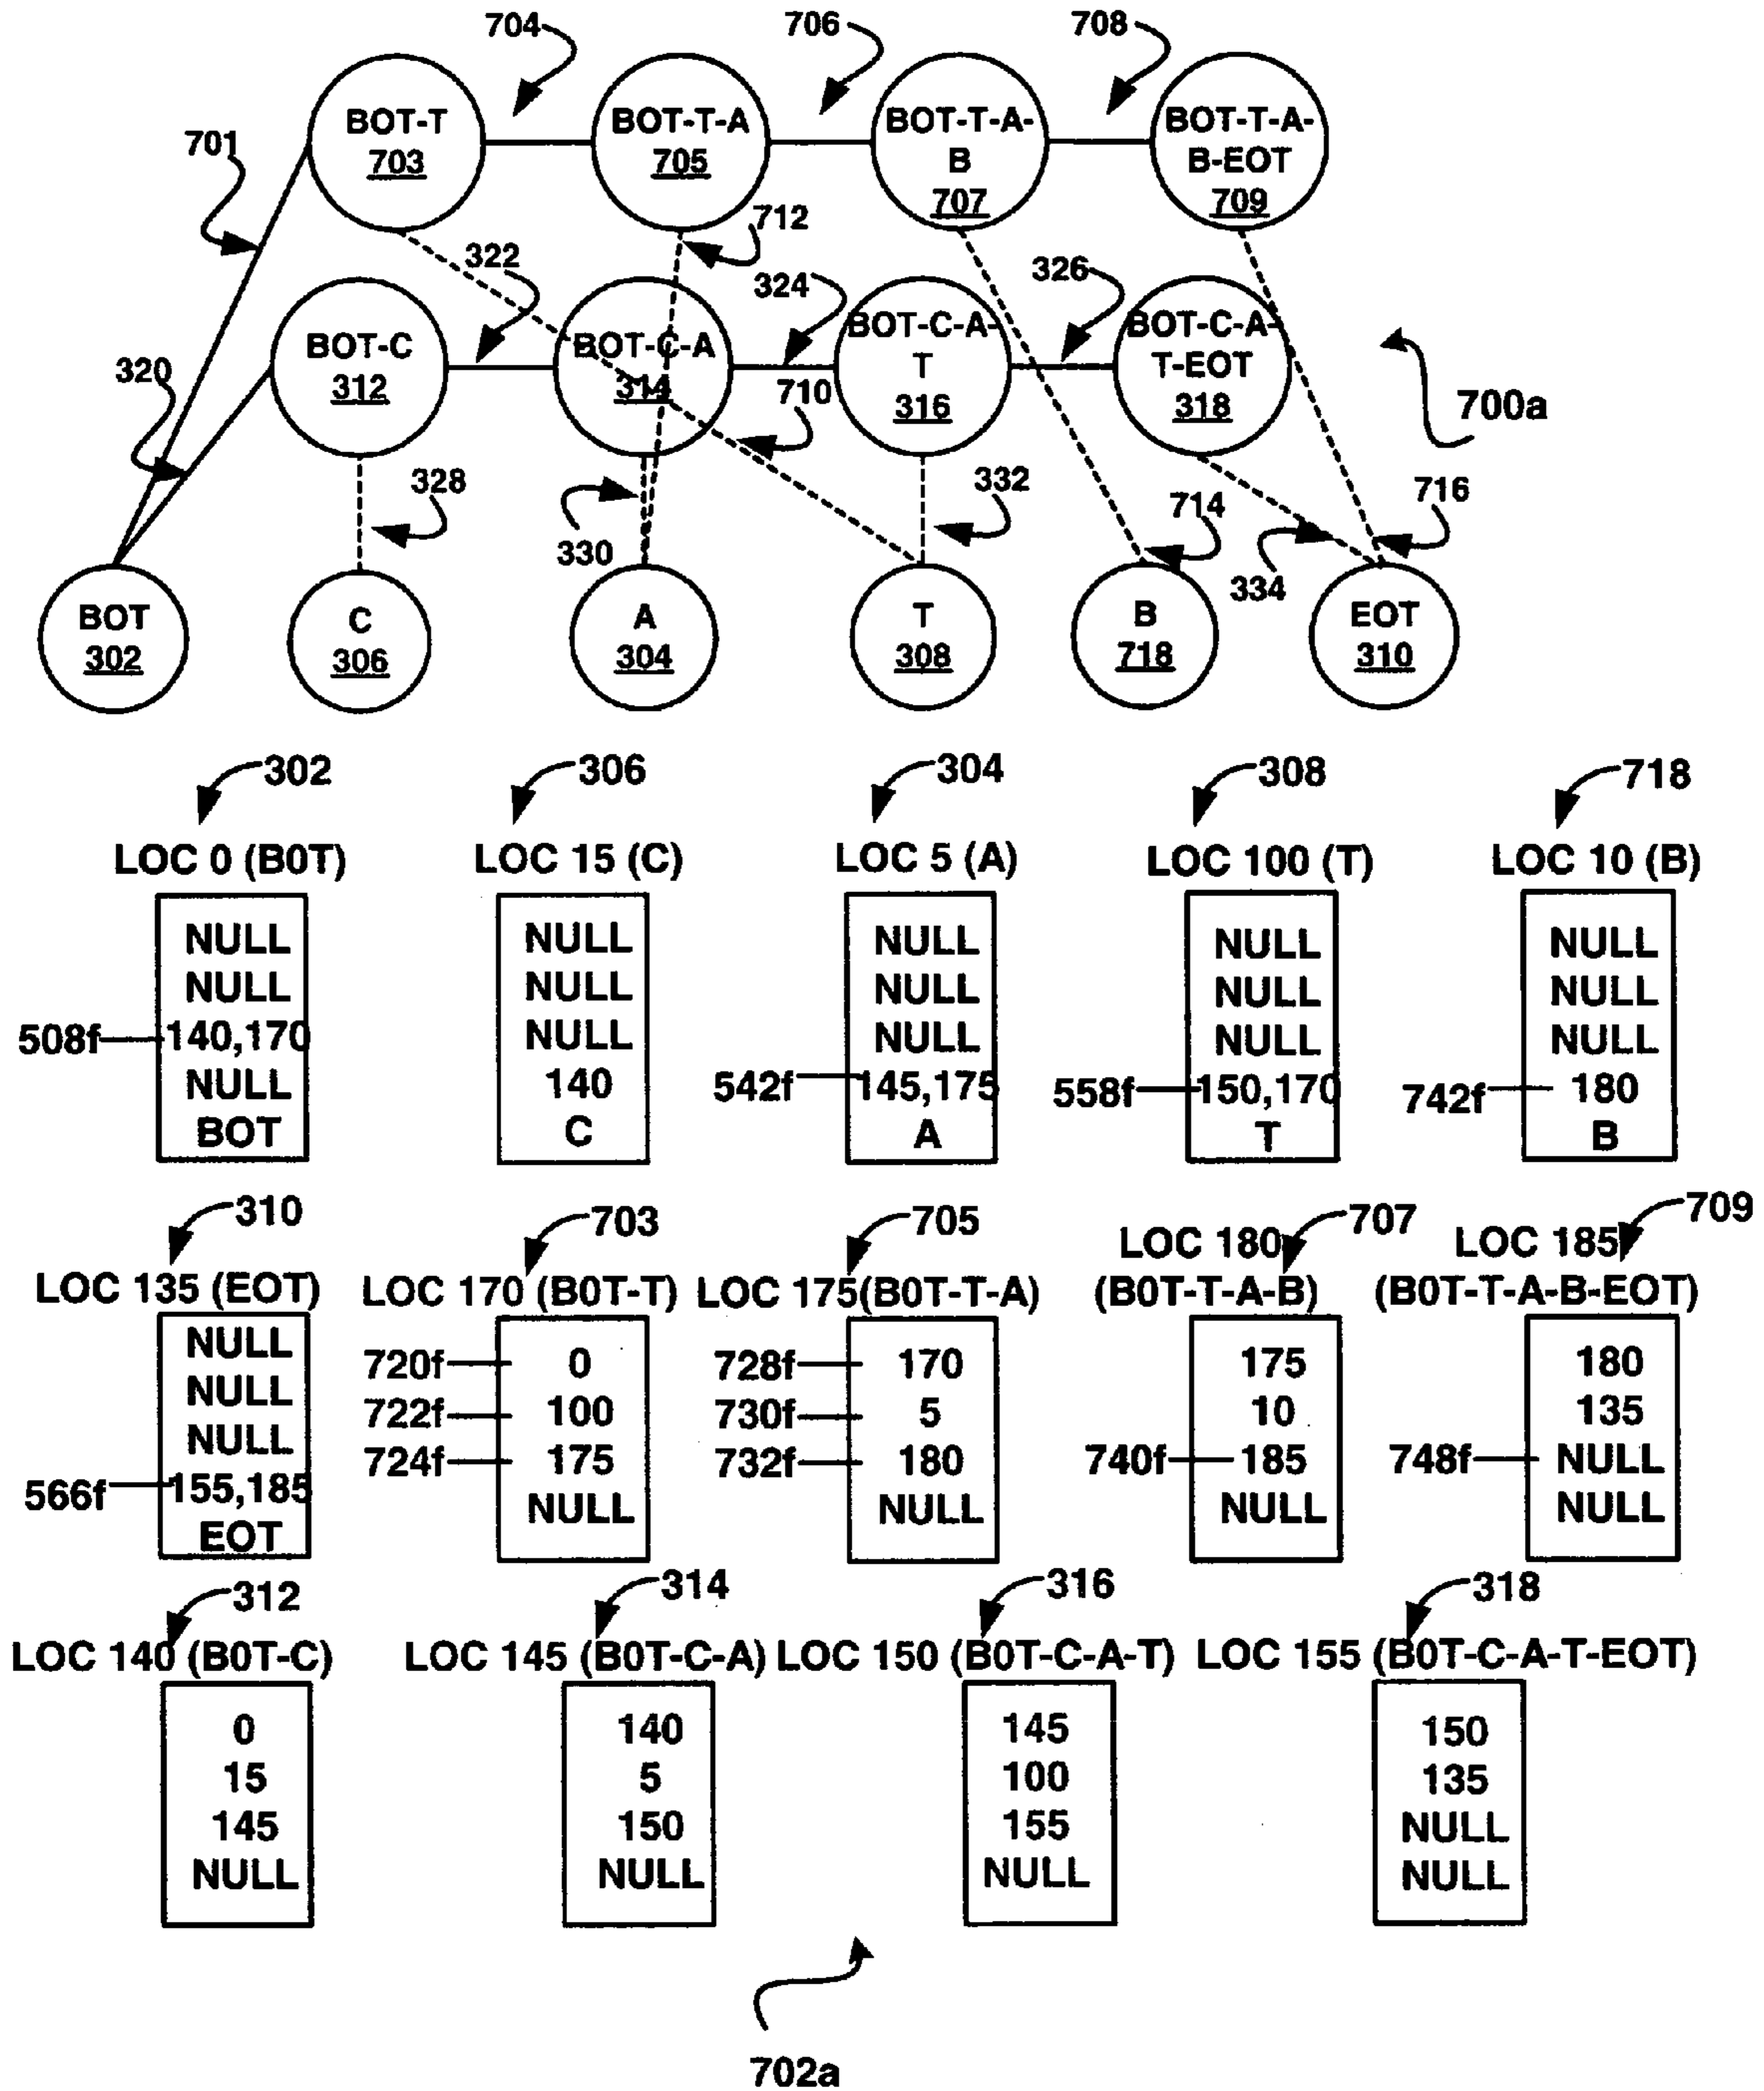 704
706
708
BOT-T
703
BOT-T-A
705
BOT-T-A-
B
707
BOT-T-A-
B-EOT
709
701
712
322
324
326
320
BOT-C
312
BOT-C-A
314
710
BOT-C-A-
T
316
BOT-C-A-
T-EOT
318
700a
328
330
332
714
334
716
BOT
302
C
306
A
304
T
308
B
718
EOT
310
302
306
304
308
718
LOC 0 (B0T)
LOC 15 (C)
LOC 5 (A)
LOC 100 (T)
LOC 10 (B)
NULL
NULL
508f
140,170
NULL
BOT
NULL
NULL
NULL
140
C
NULL
NULL
NULL
542f
145,175
A
NULL
NULL
NULL
558f
150,170
T
NULL
NULL
NULL
742f
180
B
310
703
705
707
709
LOC 135 (EOT)
LOC 170 (B0T-T)
LOC 175(B0T-T-A)
LOC 180
(B0T-T-A-B)
LOC 185
(B0T-T-A-B-EOT)
NULL
NULL
NULL
566f
155,185
EOT
720f
0
722f
100
724f
175
NULL
728f
170
730f
5
732f
180
NULL
175
10
740f
185
NULL
180
135
748f
NULL
NULL
312
314
316
318
LOC 140 (B0T-C)
LOC 145 (B0T-C-A)
LOC 150 (B0T-C-A-T)
LOC 155 (B0T-C-A-T-EOT)
0
15
145
NULL
140
5
150
NULL
145
100
155
NULL
150
135
NULL
NULL
702a